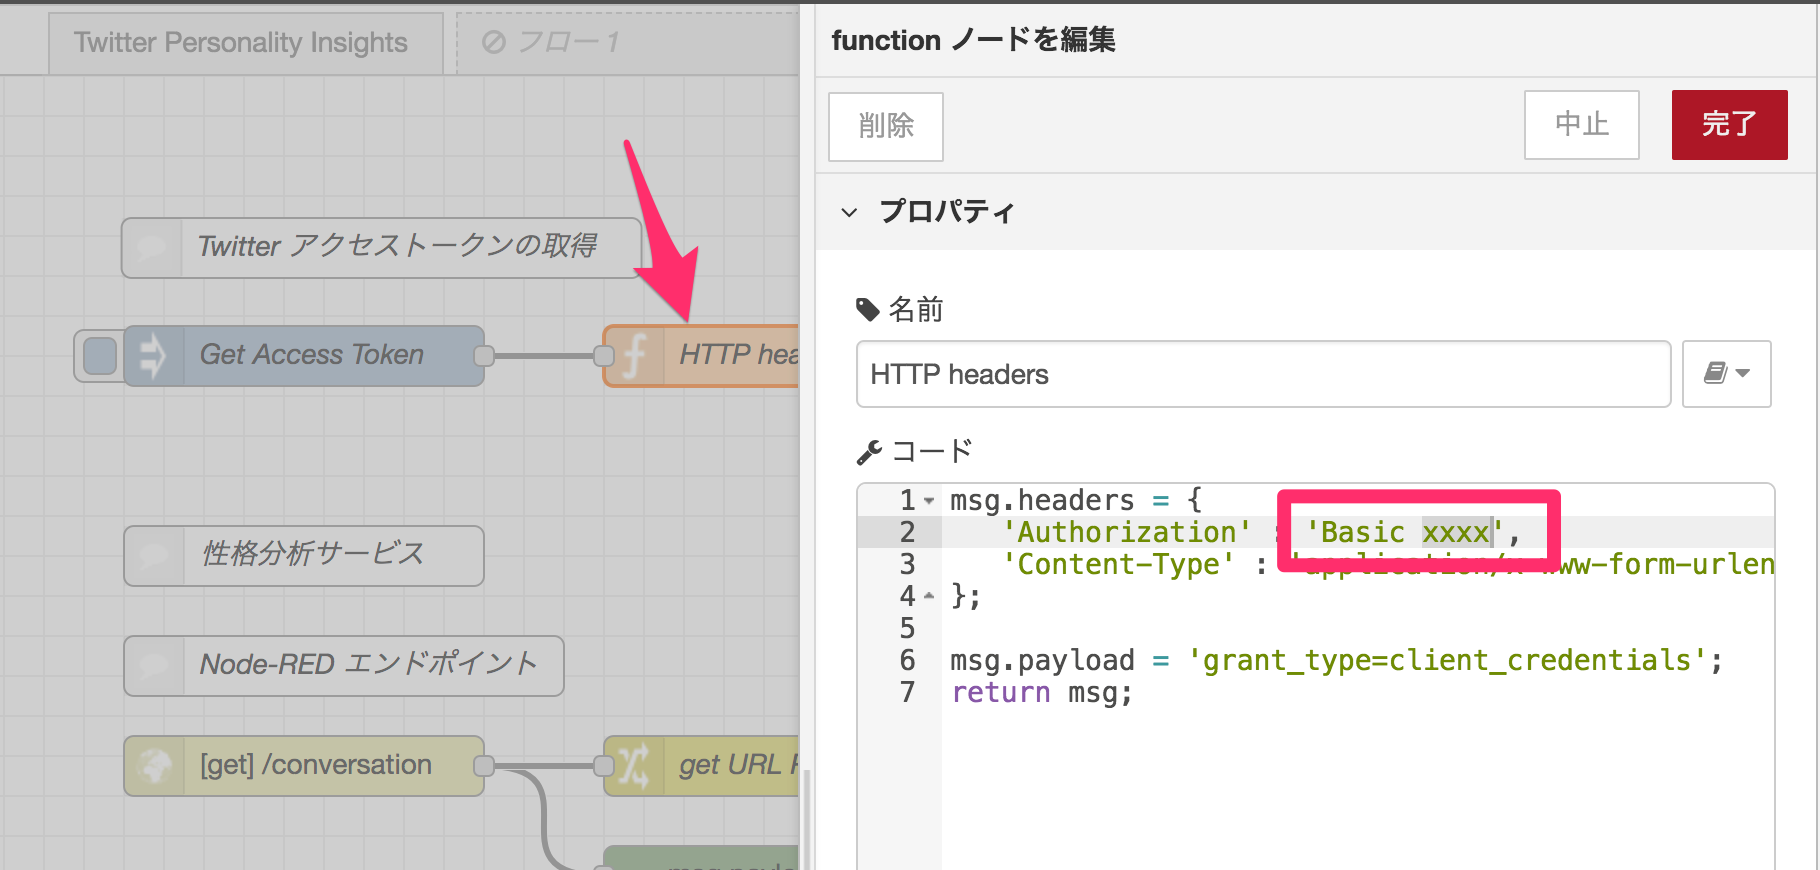 Twitter Personality Insights
フロー 1
Twitter アクセストークンの取得
Get Access Token
HTTP hea
性格分析サービス
Node-RED エンドポイント
[get] /conversation
get URL
function ノードを編集
削除
中止
完了
プロパティ
名前
HTTP headers
コード
1 msg.headers = {
2 'Authorization' : 'Basic xxxx',
3 'Content-Type' : 'application/x-www-form-urlen
4 };
5
6 msg.payload = 'grant_type=client_credentials';
7 return msg;